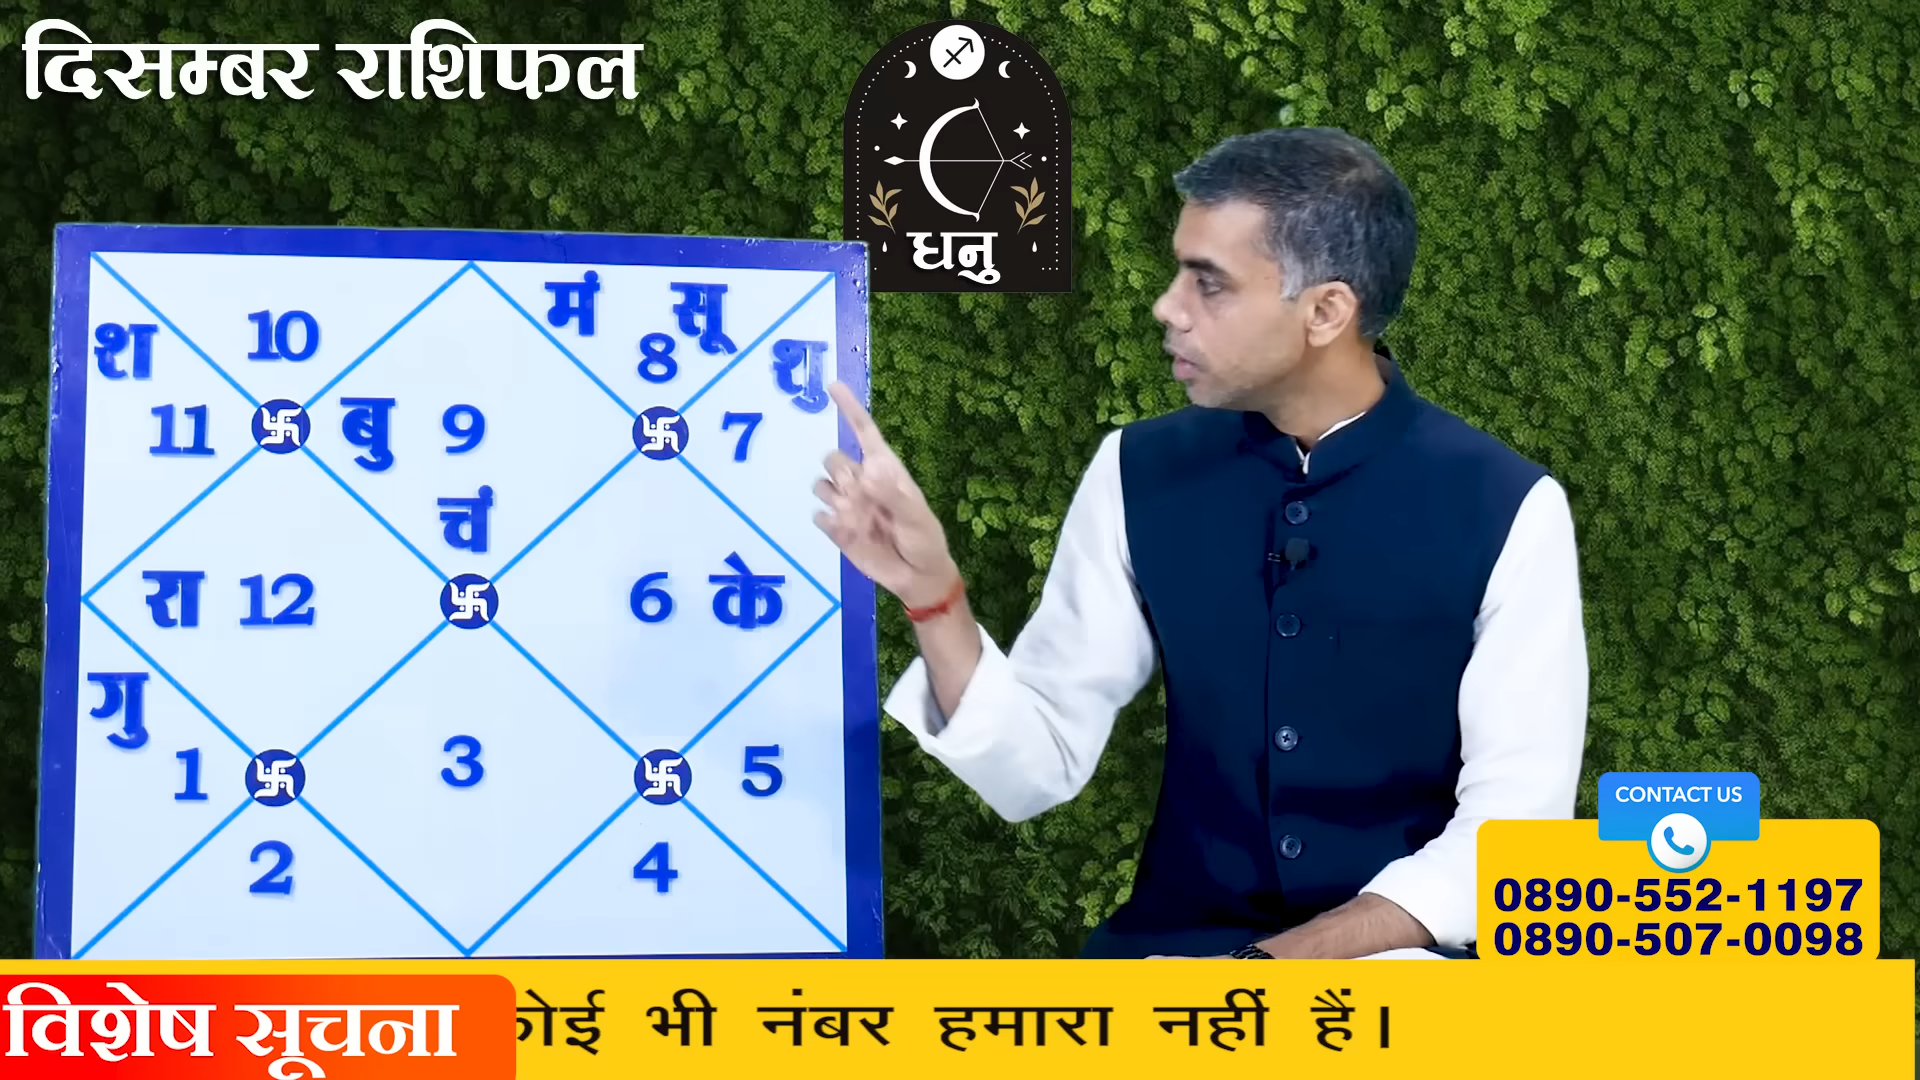 दिसम्बर राशिफल
धनु
मं सू
श 10 8 शु
11 बु 9 7
चं
रा 12 6 के
गु
1 3 5
2 4
CONTACT US
0890-552-1197
0890-507-0098
विशेष सूचना
कोई भी नंबर हमारा नहीं हैं।